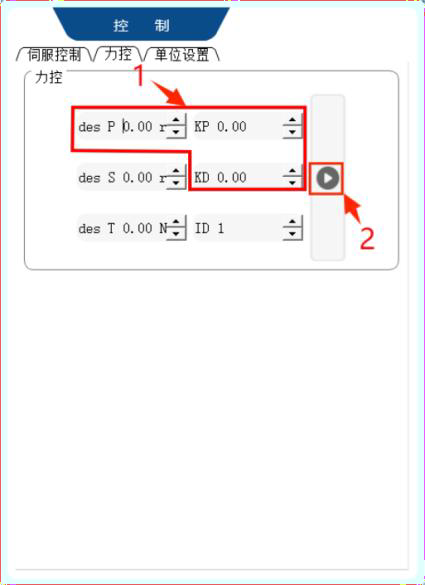 控 制
伺服控制 力控 单位设置
力控
1
des P 0.00 r KP 0.00
des S 0.00 r KD 0.00
2
des T 0.00 N ID 1